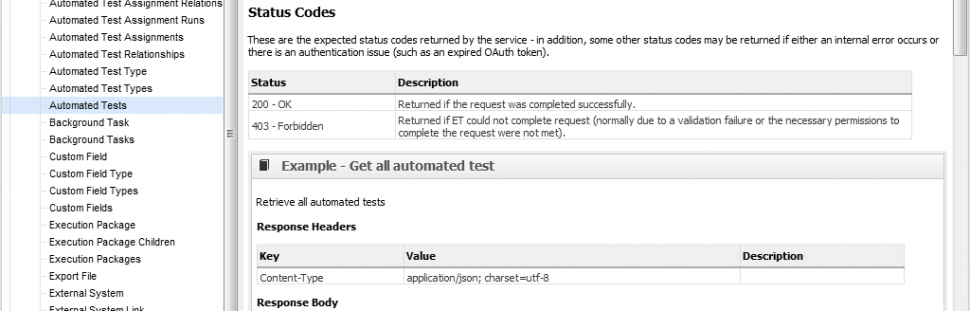 Automated Test Assignment Relations
Automated Test Assignment Runs
Automated Test Assignments
Automated Test Relationships
Automated Test Type
Automated Test Types
Automated Tests
Background Task
Background Tasks
Custom Field
Custom Field Type
Custom Field Types
Custom Fields
Execution Package
Execution Package Children
Execution Packages
Export File
External System
External System Link
Status Codes
These are the expected status codes returned by the service - in addition, some other status codes may be returned if either an internal error occurs or
there is an authentication issue (such as an expired OAuth token).
Status Description
200 - OK Returned if the request was completed successfully.
403 - Forbidden Returned if ET could not complete request (normally due to a validation failure or the necessary permissions to
complete the request were not met).
Example - Get all automated test
Retrieve all automated tests
Response Headers
Key Value Description
Content-Type application/json; charset=utf-8
Response Body